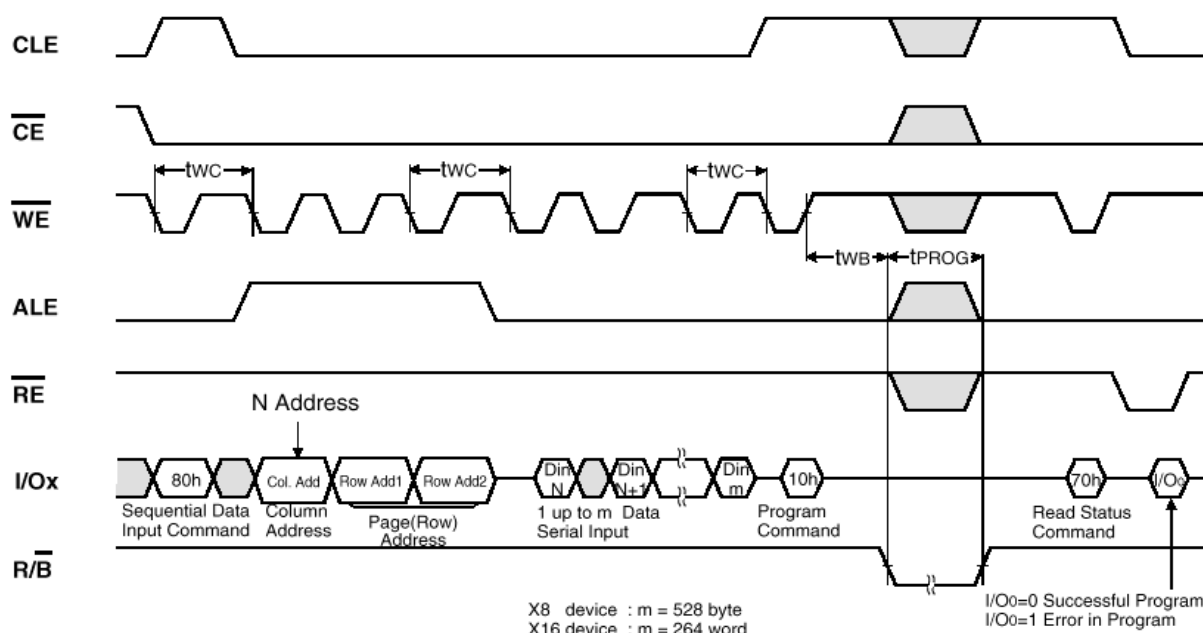 CLE
CE
tWC
tWC
tWC
WE
tWB
tPROG
ALE
RE
N Address
I/Ox
80h
Col. Add
Row Add1
Row Add2
Din
N
Din
N+1
Din
m
10h
70h
I/O0
Sequential Data
Input Command
Column
Address
Page(Row)
Address
1 up to m Data
Serial Input
Program
Command
Read Status
Command
R/B
X8 device : m = 528 byte
X16 device : m = 264 word
I/O0=0 Successful Program
I/O0=1 Error in Program